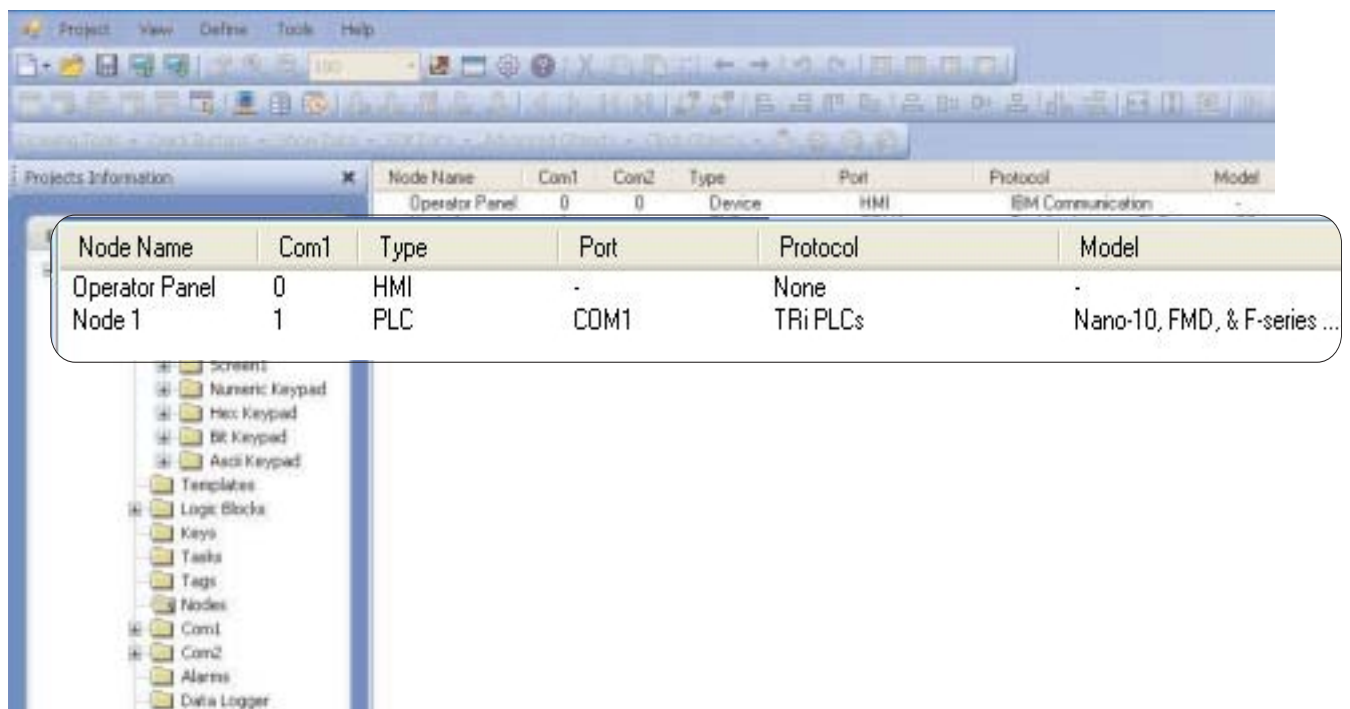 Project View Define Tools Help
100
Projects Information
Node Name Com1 Com2 Type Port Protocol Model
Operator Panel 0 0 Device HMI IBM Communication -
Node Name Com1 Type Port Protocol Model
Operator Panel 0 HMI - None -
Node 1 1 PLC COM1 TRi PLCs Nano-10, FMD, & F-series ...
Screen1
Numeric Keypad
Hex Keypad
Bit Keypad
Ascii Keypad
Templates
Logic Blocks
Keys
Tasks
Tags
Nodes
Com1
Com2
Alarms
Data Logger